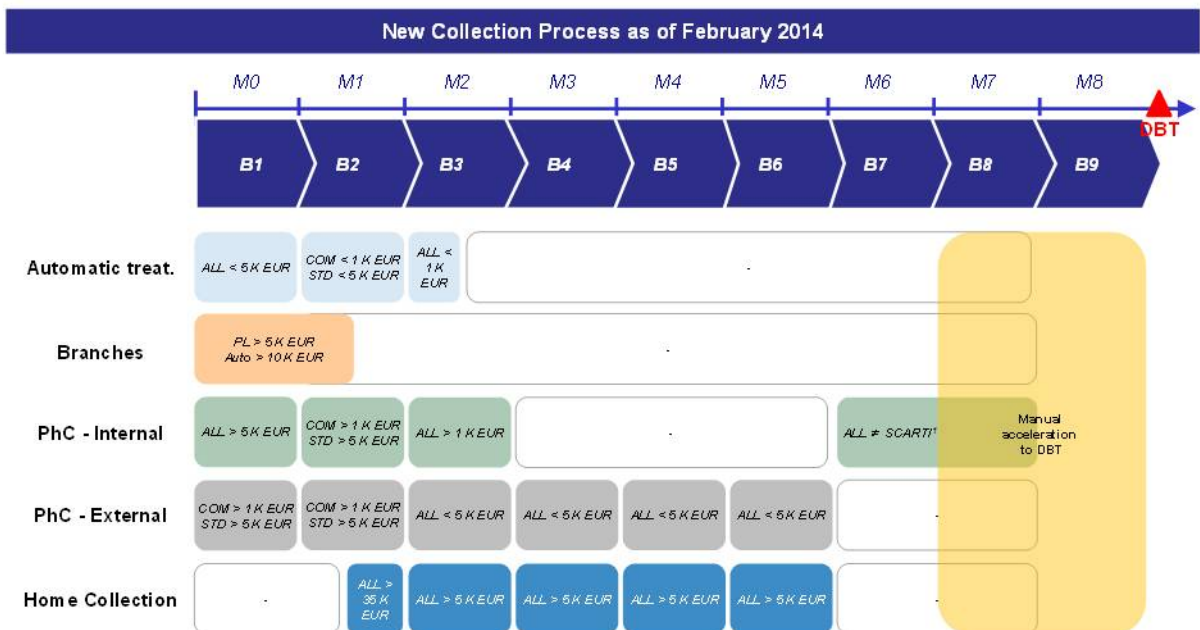 New Collection Process as of February 2014
M0 M1 M2 M3 M4 M5 M6 M7 M8
DBT
B1 B2 B3 B4 B5 B6 B7 B8 B9
Automatic treat.
ALL < 5K EUR
COM < 1 K EUR
STD < 5 K EUR
ALL <
1 K
EUR
-
Branches
PL > 5K EUR
Auto > 10 K EUR
-
PhC - Internal
ALL > 5K EUR
COM > 1 K EUR
STD > 5 K EUR
ALL > 1 K EUR
-
ALL ≠ SCARTI¹
Manual
acceleration
to DBT
PhC - External
COM > 1 K EUR
STD > 5 K EUR
COM > 1 K EUR
STD > 5 K EUR
ALL < 5 K EUR
ALL < 5 K EUR
ALL < 5 K EUR
ALL < 5 K EUR
-
Home Collection
-
ALL >
35 K
EUR
ALL > 5 K EUR
ALL > 5 K EUR
ALL > 5 K EUR
ALL > 5 K EUR
-